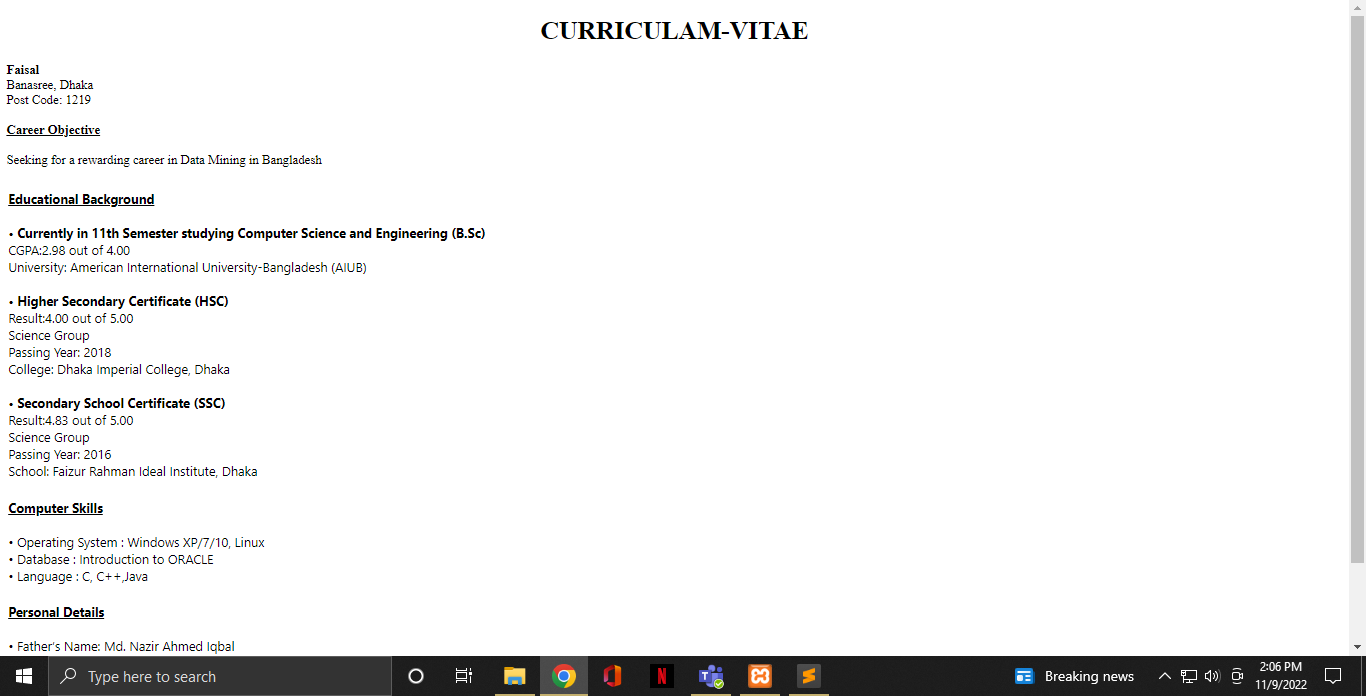 CURRICULAM-VITAE
Faisal
Banasree, Dhaka
Post Code: 1219
Career Objective
Seeking for a rewarding career in Data Mining in Bangladesh
Educational Background
• Currently in 11th Semester studying Computer Science and Engineering (B.Sc)
CGPA:2.98 out of 4.00
University: American International University-Bangladesh (AIUB)
• Higher Secondary Certificate (HSC)
Result:4.00 out of 5.00
Science Group
Passing Year: 2018
College: Dhaka Imperial College, Dhaka
• Secondary School Certificate (SSC)
Result:4.83 out of 5.00
Science Group
Passing Year: 2016
School: Faizur Rahman Ideal Institute, Dhaka
Computer Skills
• Operating System : Windows XP/7/10, Linux
• Database : Introduction to ORACLE
• Language : C, C++,Java
Personal Details
• Father's Name: Md. Nazir Ahmed Iqbal
Type here to search
N
T
Breaking news
2:06 PM
11/9/2022